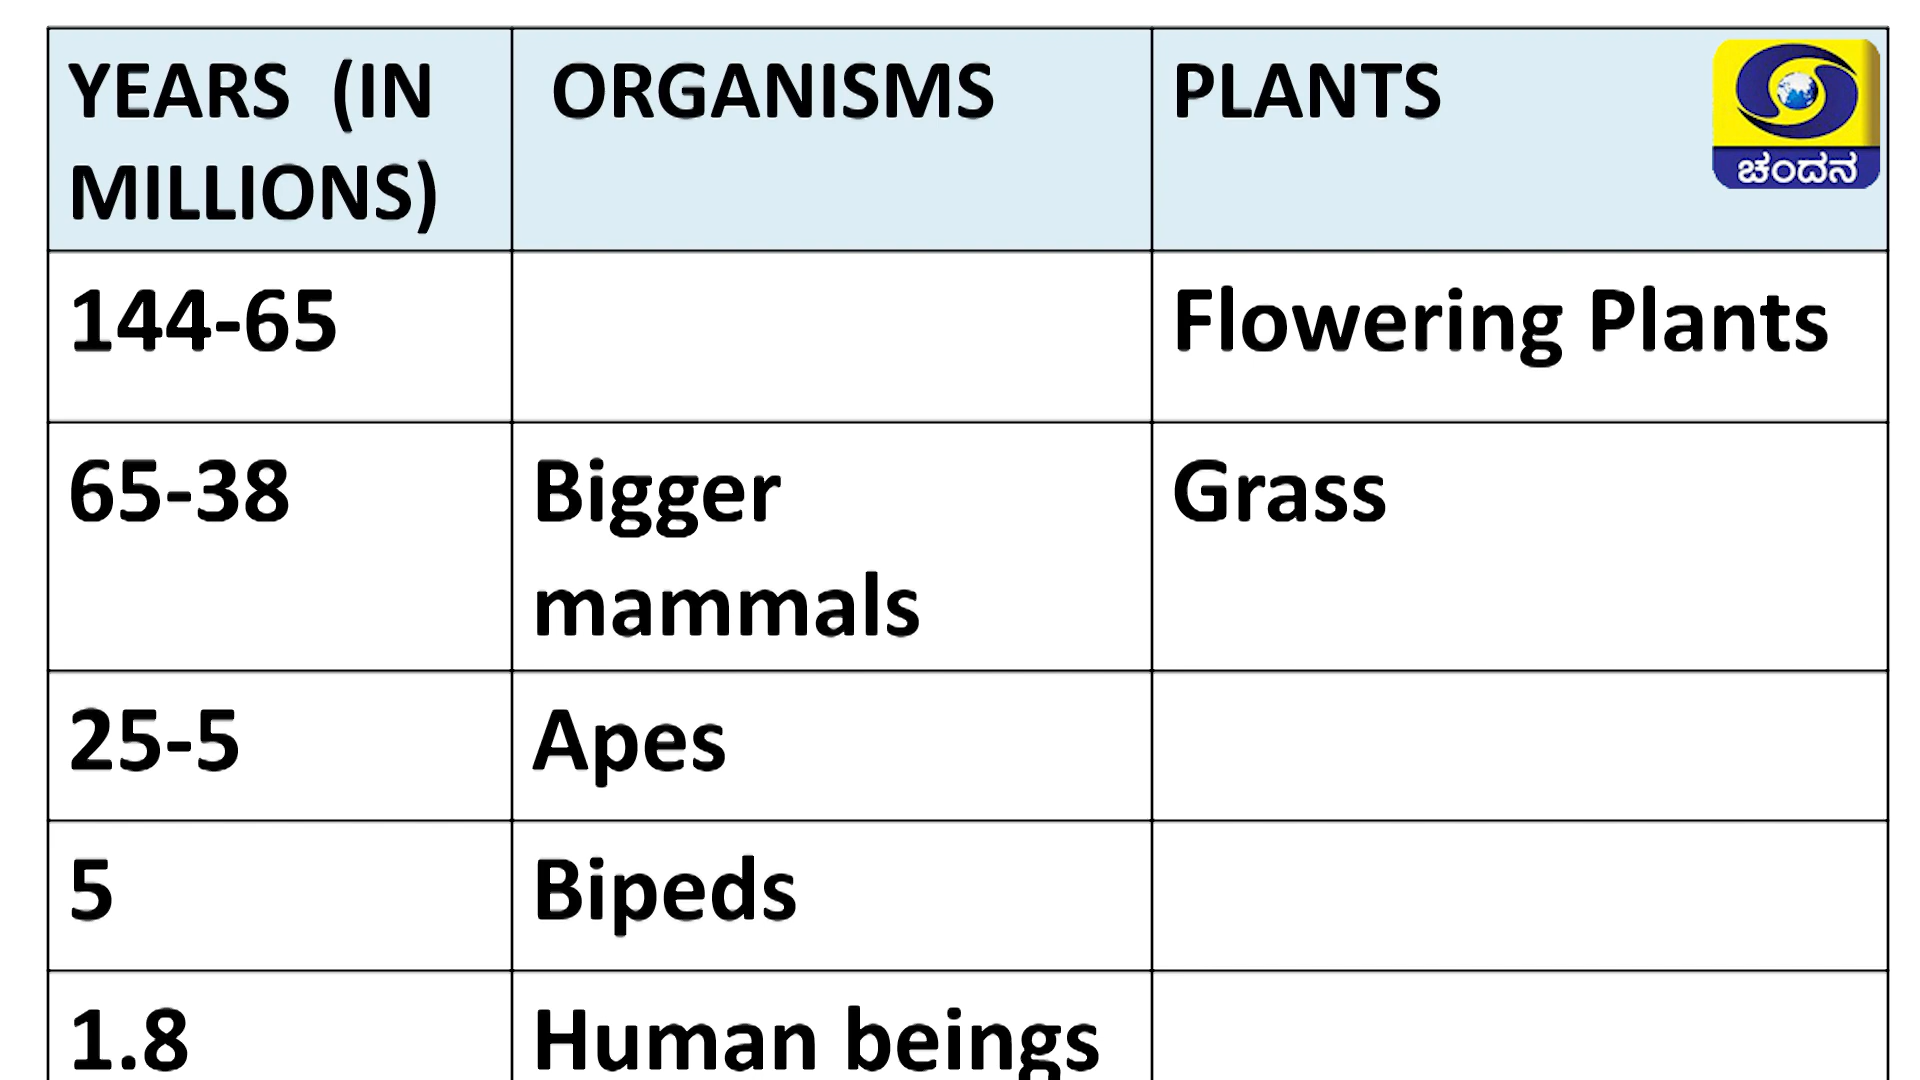 YEARS (IN MILLIONS) ORGANISMS PLANTS
ಚಂದನ
144-65 Flowering Plants
65-38 Bigger mammals Grass
25-5 Apes
5 Bipeds
1.8 Human beings